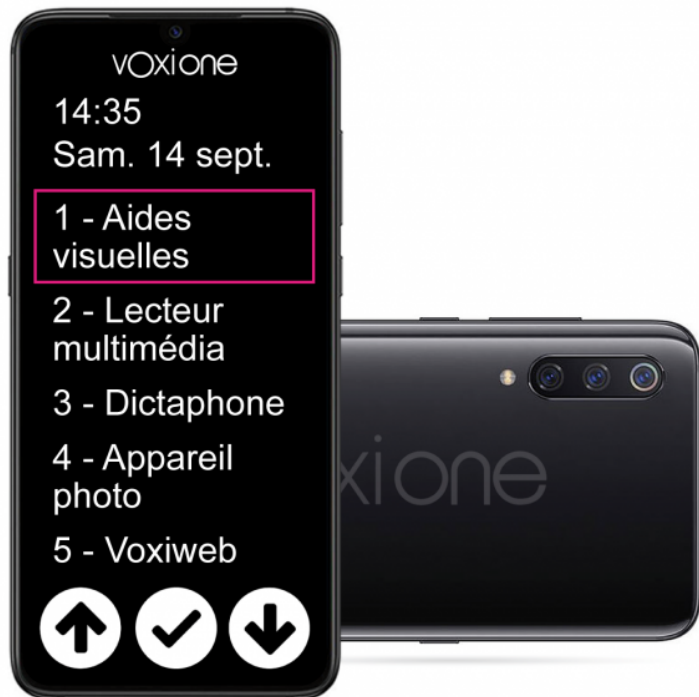 vOxione
14:35
Sam. 14 sept.
1 - Aides
visuelles
2 - Lecteur
multimédia
3 - Dictaphone
4 - Appareil
photo
5 - Voxiweb
xione